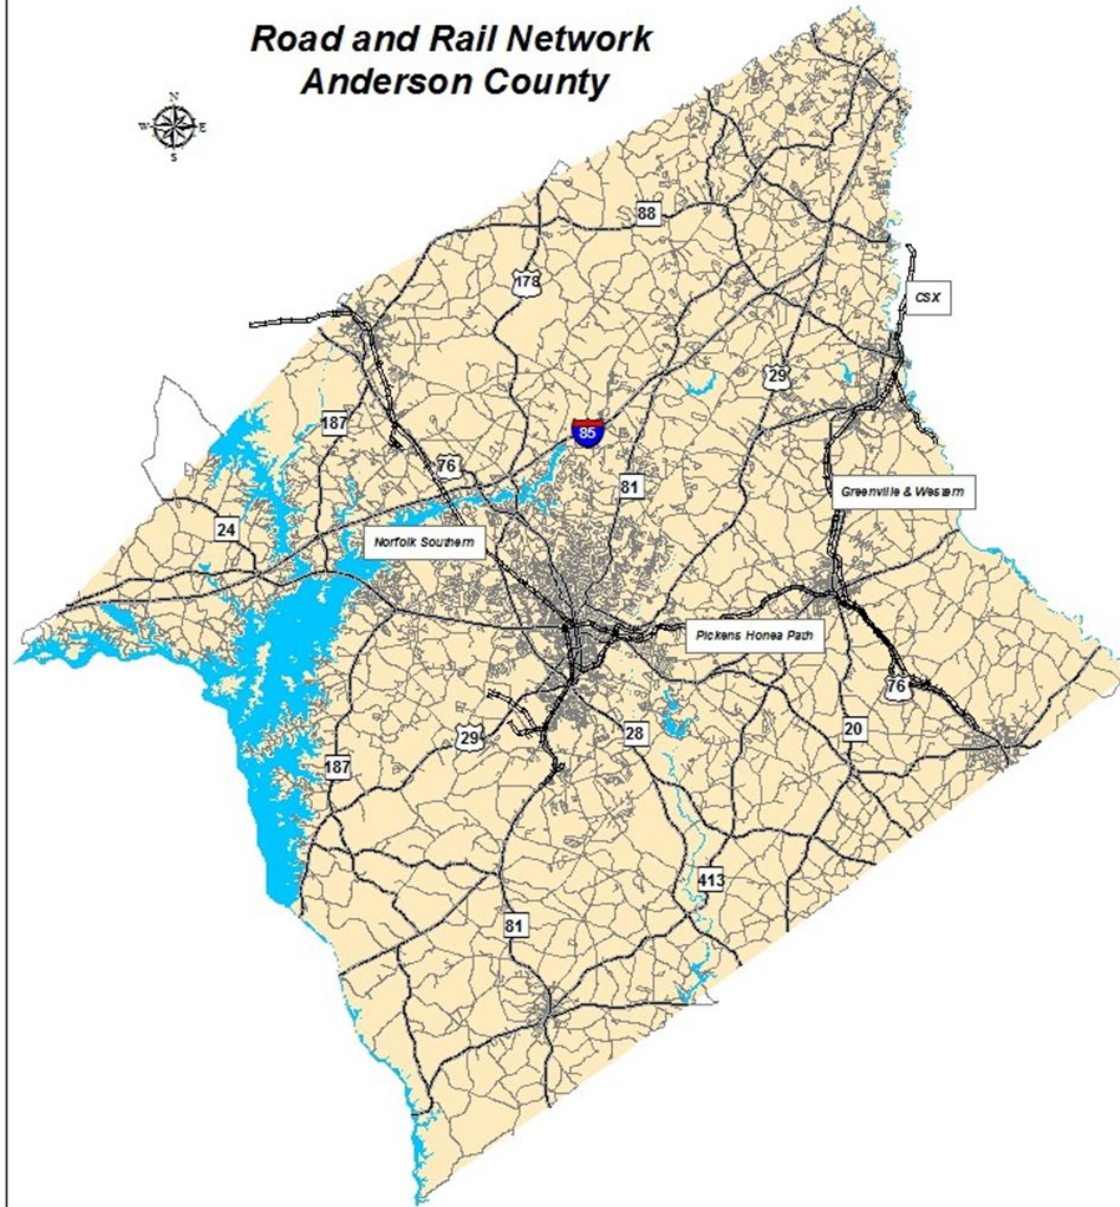 Road and Rail Network
Anderson County
N
W E
S
88
178
CSX
29
187
85
76
81
Greenville & Western
24
Norfolk Southern
Pickens Honea Path
76
29
28
20
187
413
81